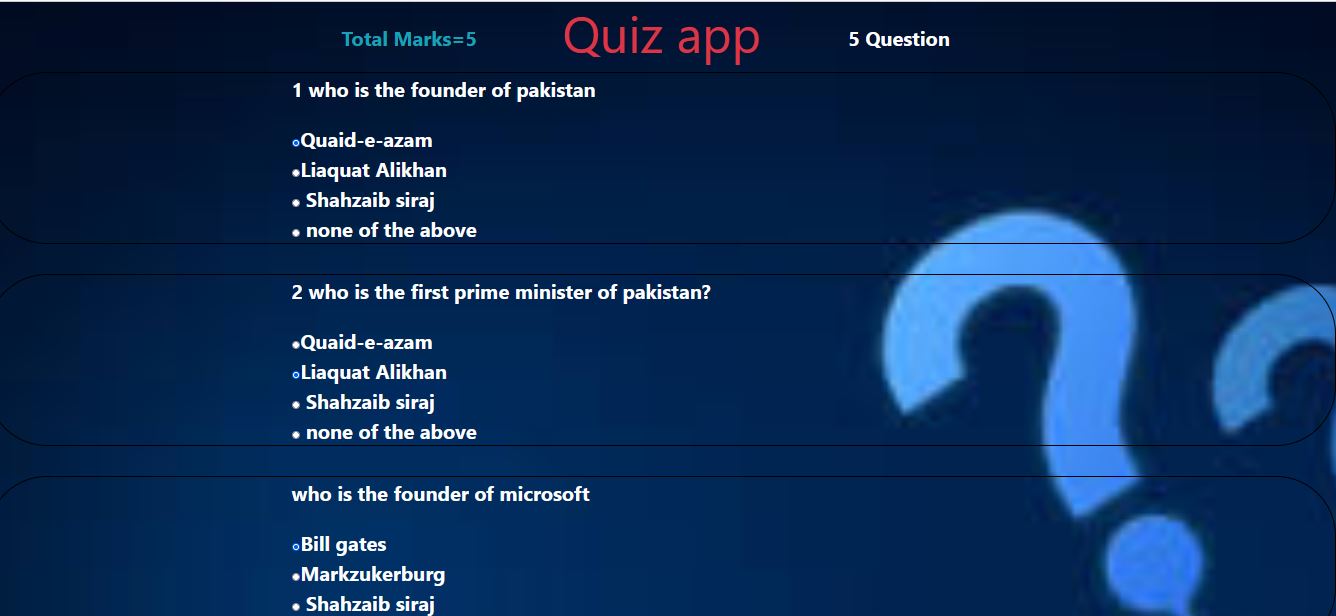 Total Marks=5 Quiz app 5 Question
1 who is the founder of pakistan
Quaid-e-azam
Liaquat Alikhan
Shahzaib siraj
none of the above
2 who is the first prime minister of pakistan?
Quaid-e-azam
Liaquat Alikhan
Shahzaib siraj
none of the above
who is the founder of microsoft
Bill gates
Markzukerburg
Shahzaib siraj